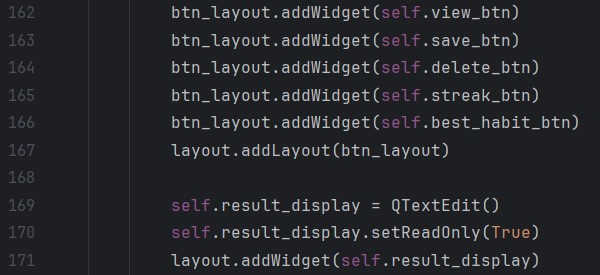 162 btn_layout.addWidget(self.view_btn)
163 btn_layout.addWidget(self.save_btn)
164 btn_layout.addWidget(self.delete_btn)
165 btn_layout.addWidget(self.streak_btn)
166 btn_layout.addWidget(self.best_habit_btn)
167 layout.addLayout(btn_layout)
168
169 self.result_display = QTextEdit()
170 self.result_display.setReadOnly(True)
171 layout.addWidget(self.result_display)